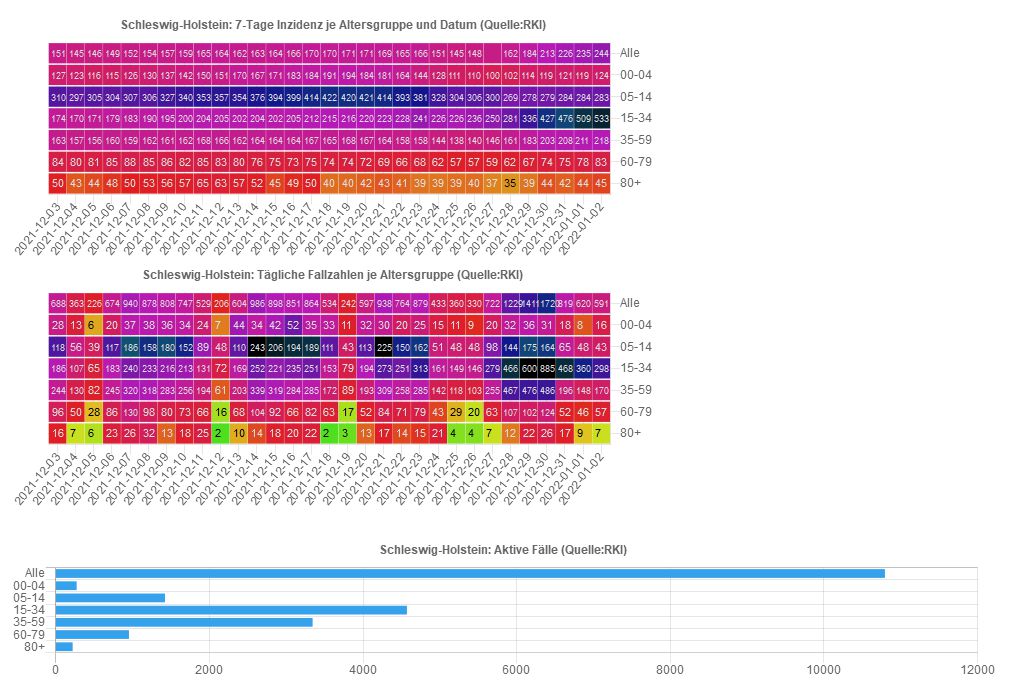 Schleswig-Holstein: 7-Tage Inzidenz je Altersgruppe und Datum (Quelle:RKI)
151 145 146 149 152 154 157 159 165 164 162 163 164 166 170 170 171 171 169 165 166 151 145 148 162 184 213 226 235 244 Alle
127 123 116 115 126 130 137 142 150 151 170 167 171 183 184 191 194 184 181 164 144 128 111 110 100 102 114 119 121 119 124 00-04
310 297 305 304 307 306 327 340 353 357 354 376 394 399 414 422 420 421 414 393 381 328 304 306 300 269 278 279 284 284 283 05-14
174 170 171 179 183 190 195 200 204 205 202 204 202 205 212 215 216 220 223 228 241 226 226 236 250 281 336 427 476 509 533 15-34
163 157 156 160 159 162 161 162 168 166 162 164 164 164 167 165 168 167 164 158 158 144 138 140 146 161 183 203 208 211 218 35-59
84 80 81 85 88 85 86 82 85 83 80 76 75 73 75 74 74 72 69 66 68 62 57 57 59 62 67 74 75 78 83 60-79
50 43 44 48 50 53 56 57 65 63 57 52 45 49 50 40 40 42 43 41 39 39 39 40 37 35 39 44 42 44 45 80+
2021-12-03 2021-12-04 2021-12-05 2021-12-06 2021-12-07 2021-12-08 2021-12-09 2021-12-10 2021-12-11 2021-12-12 2021-12-13 2021-12-14 2021-12-15 2021-12-16 2021-12-17 2021-12-18 2021-12-19 2021-12-20 2021-12-21 2021-12-22 2021-12-23 2021-12-24 2021-12-25 2021-12-26 2021-12-27 2021-12-28 2021-12-29 2021-12-30 2021-12-31 2022-01-01 2022-01-02
Schleswig-Holstein: Tägliche Fallzahlen je Altersgruppe (Quelle:RKI)
688 363 226 674 940 878 808 747 529 206 604 986 898 851 864 534 242 597 938 764 879 433 360 330 722 819 620 591 Alle
28 13 6 20 37 38 36 34 24 7 44 34 42 52 35 33 11 32 30 20 25 15 11 9 20 32 36 31 18 8 16 00-04
118 56 39 117 186 158 180 152 89 48 110 243 206 194 189 111 43 113 225 150 162 51 48 48 98 144 175 164 65 48 43 05-14
186 107 65 183 240 233 216 213 131 72 169 252 221 235 251 153 79 194 273 251 313 161 149 146 279 466 600 885 468 360 298 15-34
244 130 82 245 320 318 283 256 194 61 203 339 319 284 285 172 89 193 283 258 285 142 118 103 255 467 476 486 196 148 170 35-59
96 50 28 86 130 98 80 73 66 16 68 104 92 66 82 63 17 52 84 71 79 43 29 20 63 107 102 124 52 46 57 60-79
16 7 6 23 26 32 13 18 25 2 10 14 18 20 22 2 3 13 17 14 15 21 4 4 7 12 22 26 17 9 7 80+
2021-12-03 2021-12-04 2021-12-05 2021-12-06 2021-12-07 2021-12-08 2021-12-09 2021-12-10 2021-12-11 2021-12-12 2021-12-13 2021-12-14 2021-12-15 2021-12-16 2021-12-17 2021-12-18 2021-12-19 2021-12-20 2021-12-21 2021-12-22 2021-12-23 2021-12-24 2021-12-25 2021-12-26 2021-12-27 2021-12-28 2021-12-29 2021-12-30 2021-12-31 2022-01-01 2022-01-02
Schleswig-Holstein: Aktive Fälle (Quelle:RKI)
Alle
00-04
05-14
15-34
35-59
60-79
80+
0 2000 4000 6000 8000 10000 12000